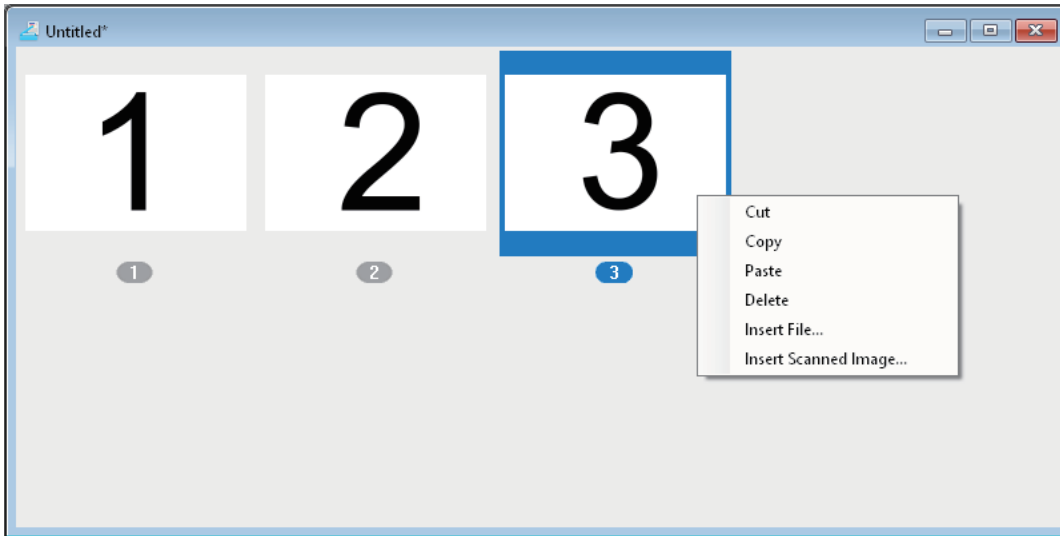 Untitled*
1 2 3
1 2 3
Cut
Copy
Paste
Delete
Insert File...
Insert Scanned Image...